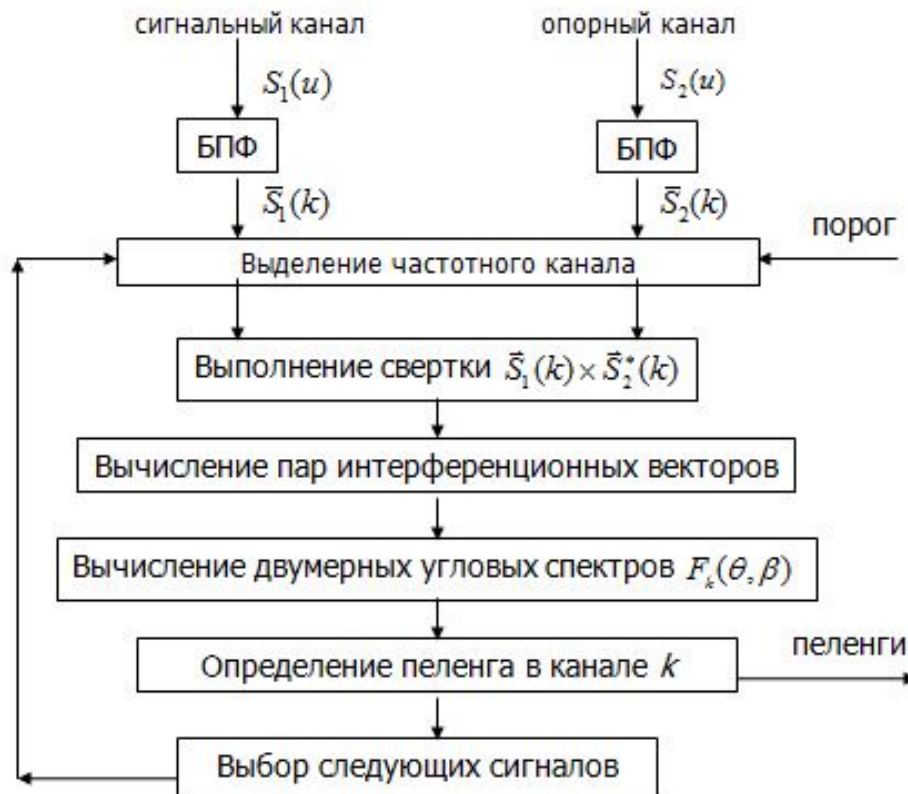 сигнальный канал опорный канал
S₁(u) S₂(u)
БПФ БПФ
S̄₁(k) S̄₂(k)
порог
Выделение частотного канала
Выполнение свертки S⃗₁(k) × S⃗₂*(k)
Вычисление пар интерференционных векторов
Вычисление двумерных угловых спектров Fₖ(θ, β)
пеленги
Определение пеленга в канале k
Выбор следующих сигналов